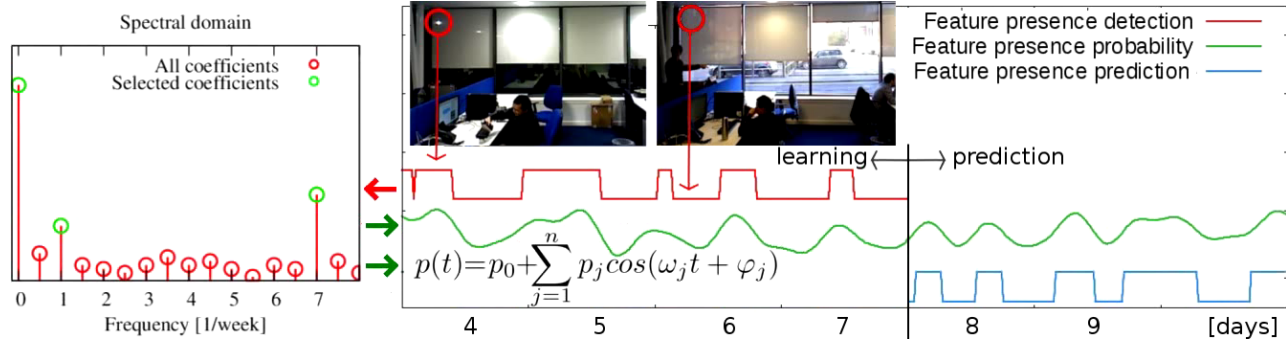 Spectral domain
All coefficients
Selected coefficients
0 1 2 3 4 5 6 7
Frequency [1/week]
Feature presence detection
Feature presence probability
Feature presence prediction
learning prediction
p(t)=p₀+∑ⁿⱼ₌₁ pⱼcos(ωⱼt + φⱼ)
4 5 6 7 8 9 [days]